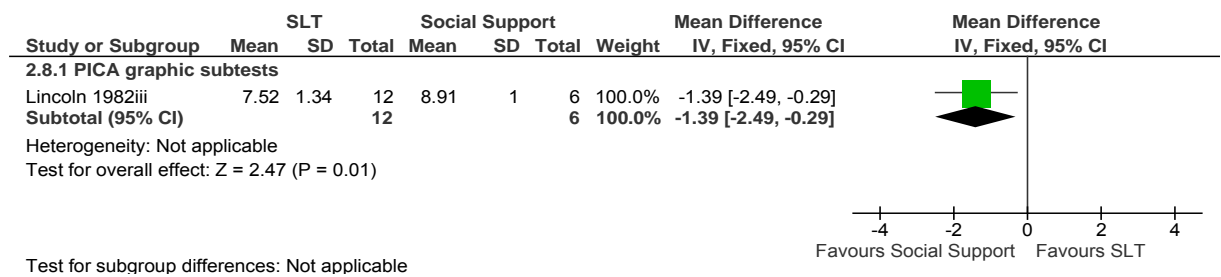 SLT Social Support Mean Difference Mean Difference
Study or Subgroup Mean SD Total Mean SD Total Weight IV, Fixed, 95% CI IV, Fixed, 95% CI
2.8.1 PICA graphic subtests
Lincoln 1982iii 7.52 1.34 12 8.91 1 6 100.0% -1.39 [-2.49, -0.29]
Subtotal (95% CI) 12 6 100.0% -1.39 [-2.49, -0.29]
Heterogeneity: Not applicable
Test for overall effect: Z = 2.47 (P = 0.01)
-4 -2 0 2 4
Favours Social Support Favours SLT
Test for subgroup differences: Not applicable